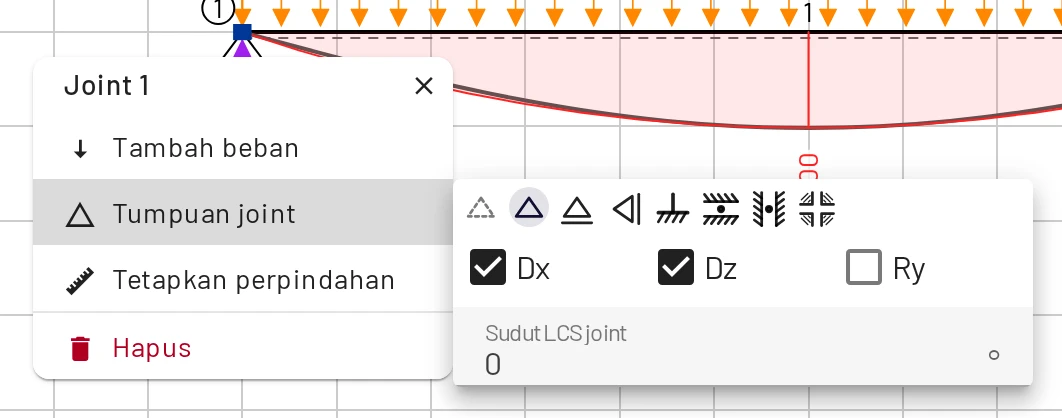 1
1
Joint 1
Tambah beban
Tumpuan joint
Tetapkan perpindahan
Hapus
Dx
Dz
Ry
Sudut LCS joint
0
°